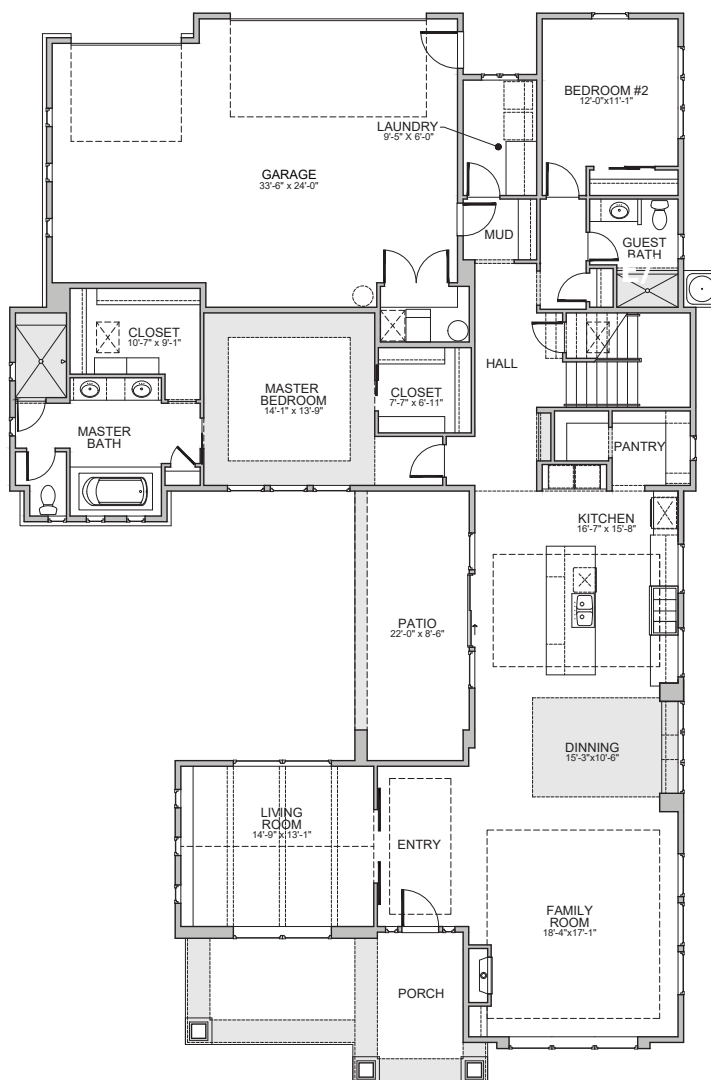 BEDROOM #2
12'-0"x11'-1"
LAUNDRY
9'-5" X 6'-0"
GARAGE
33'-6" x 24'-0"
MUD
GUEST
BATH
CLOSET
10'-7" x 9'-1"
HALL
MASTER
BEDROOM
14'-1" x 13'-9"
CLOSET
7'-7" x 6'-11"
MASTER
BATH
PANTRY
KITCHEN
16'-7" x 15'-8"
PATIO
22'-0" x 8'-6"
DINNING
15'-3"x10'-6"
LIVING
ROOM
14'-9" x 13'-1"
ENTRY
FAMILY
ROOM
18'-4"x17'-1"
PORCH